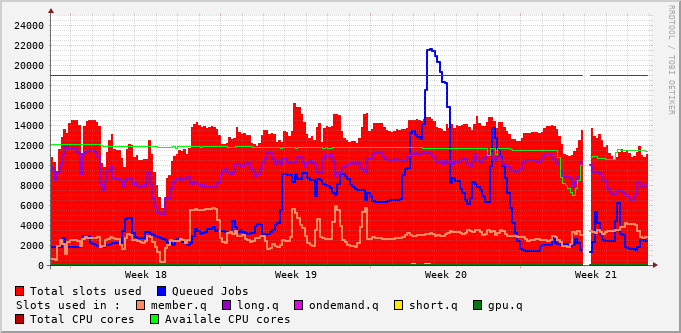 24000
22000
20000
18000
16000
14000
12000
10000
8000
6000
4000
2000
0
Week 18 Week 19 Week 20 Week 21
Total slots used Queued Jobs
Slots used in : member.q long.q ondemand.q short.q gpu.q
Total CPU cores Availale CPU cores
RRDTOOL / TOBI OETIKER